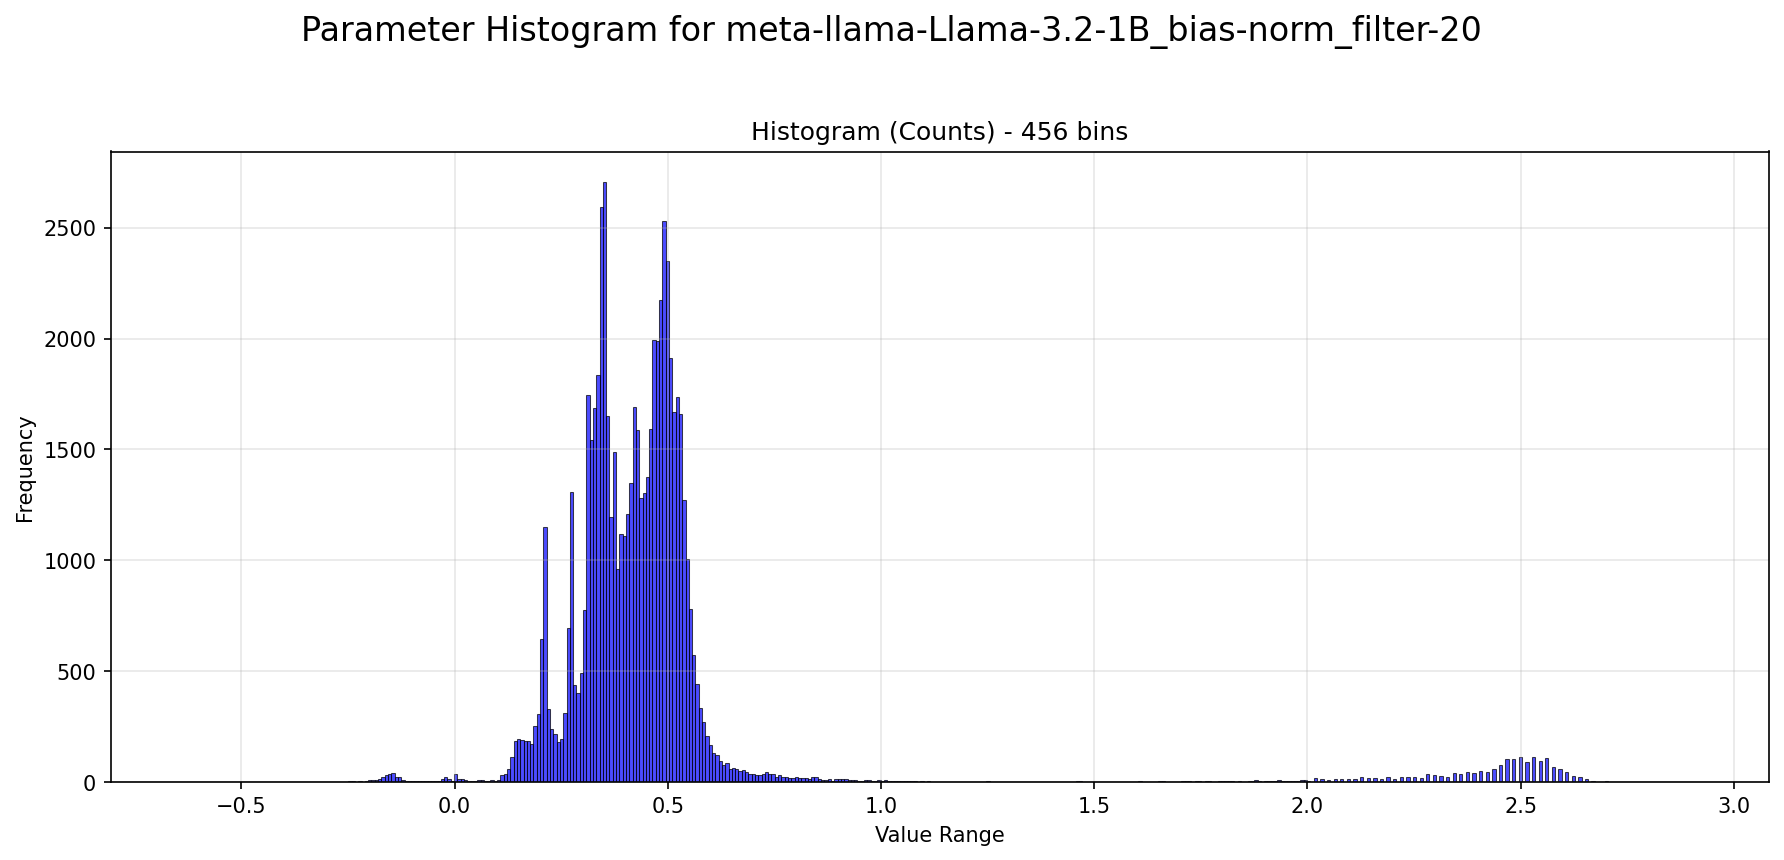 Parameter Histogram for meta-llama-Llama-3.2-1B_bias-norm_filter-20
Histogram (Counts) - 456 bins
Frequency
2500
2000
1500
1000
500
0
−0.5 0.0 0.5 1.0 1.5 2.0 2.5 3.0
Value Range